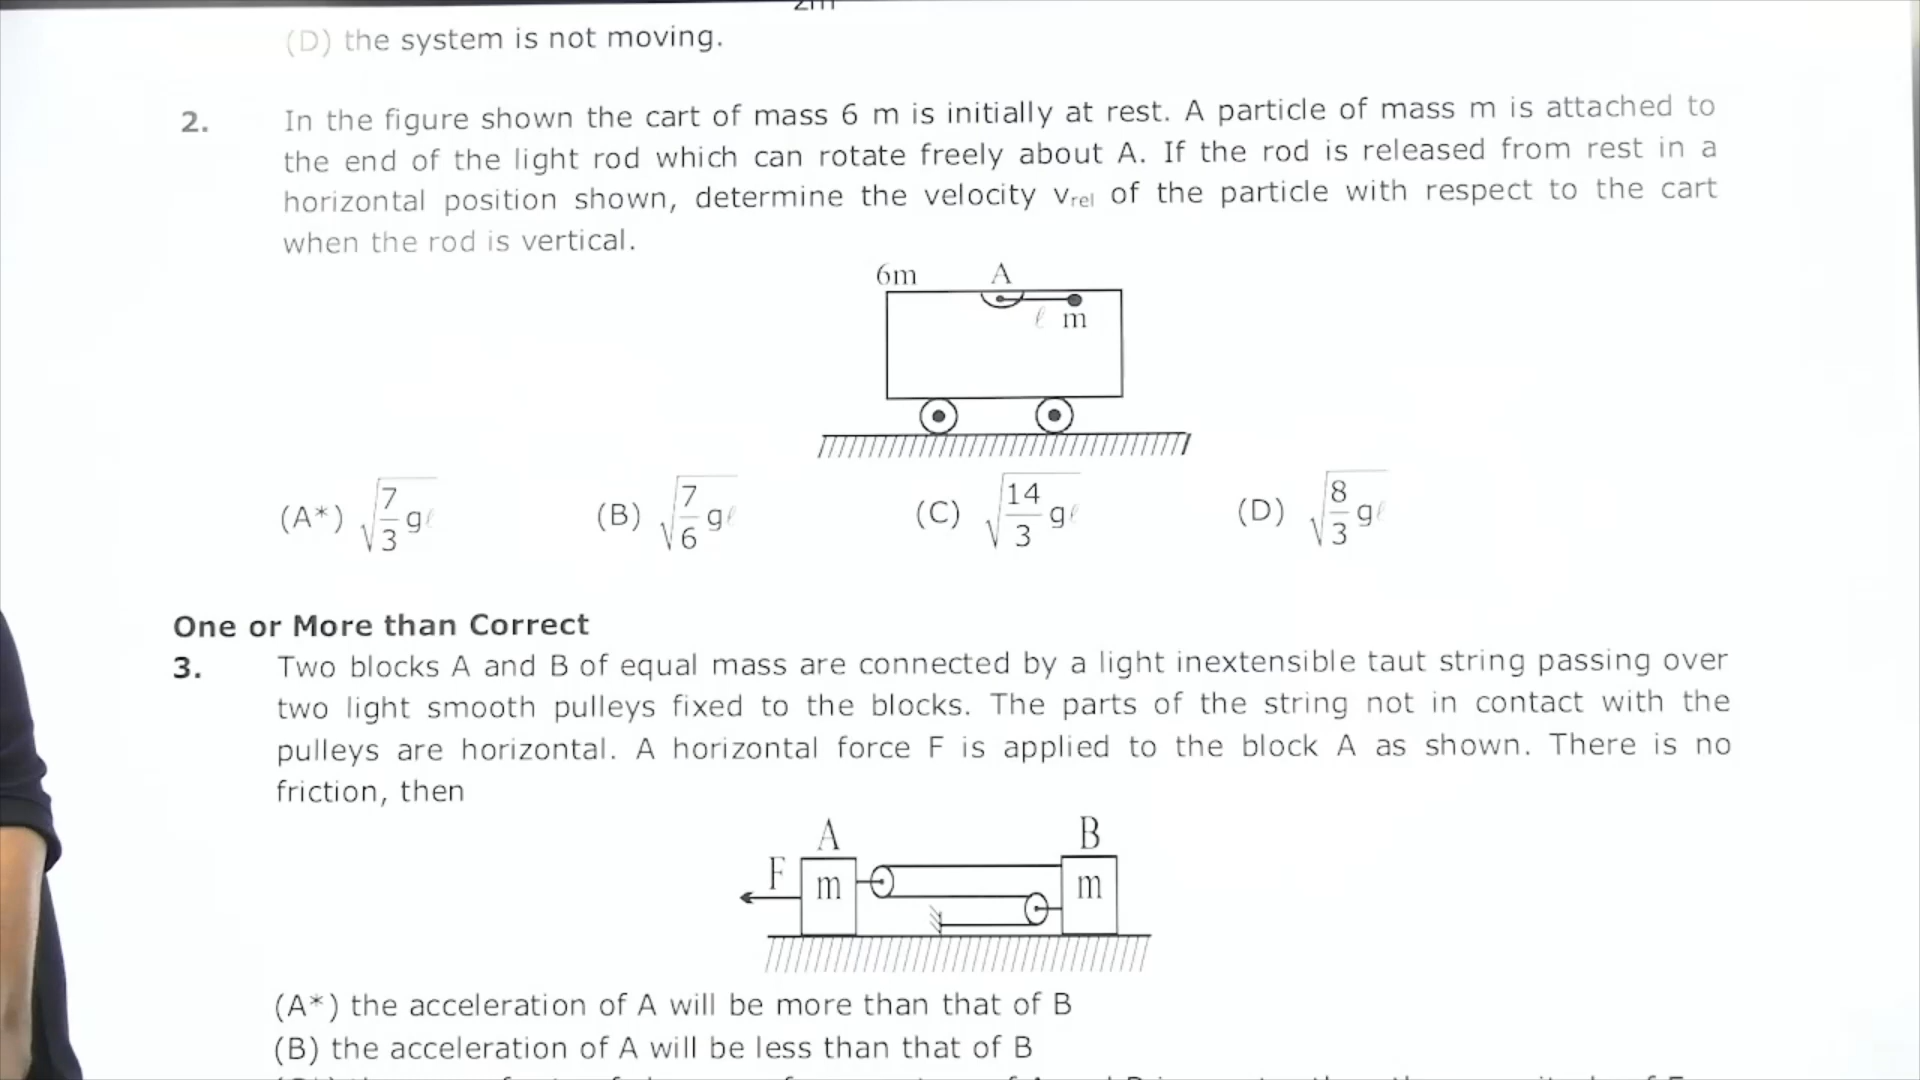 (D) the system is not moving.
2. In the figure shown the cart of mass 6 m is initially at rest. A particle of mass m is attached to
the end of the light rod which can rotate freely about A. If the rod is released from rest in a
horizontal position shown, determine the velocity vrel of the particle with respect to the cart
when the rod is vertical.
6m A
ℓ m
(A*) √(7/3 gℓ) (B) √(7/6 gℓ) (C) √(14/3 gℓ) (D) √(8/3 gℓ)
One or More than Correct
3. Two blocks A and B of equal mass are connected by a light inextensible taut string passing over
two light smooth pulleys fixed to the blocks. The parts of the string not in contact with the
pulleys are horizontal. A horizontal force F is applied to the block A as shown. There is no
friction, then
A B
F m m
(A*) the acceleration of A will be more than that of B
(B) the acceleration of A will be less than that of B